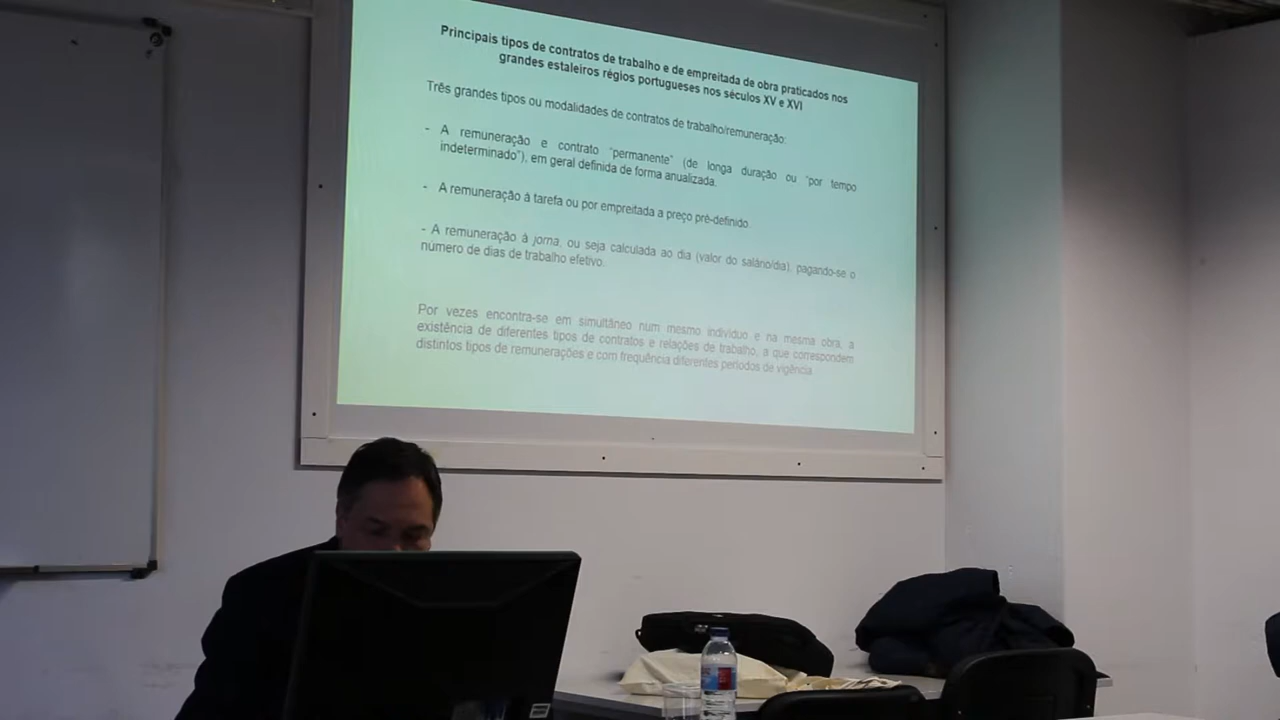 Principais tipos de contratos de trabalho e de empreitada de obra praticados nos
grandes estaleiros régios portugueses nos séculos XV e XVI
Três grandes tipos ou modalidades de contratos de trabalho/remuneração:
- A remuneração e contrato "permanente" (de longa duração ou "por tempo
indeterminado"), em geral definida de forma anualizada.
- A remuneração à tarefa ou por empreitada a preço pré-definido.
- A remuneração à jorna, ou seja calculada ao dia (valor do salário/dia), pagando-se o
número de dias de trabalho efetivo.
Por vezes encontra-se em simultâneo num mesmo indivíduo e na mesma obra, a
existência de diferentes tipos de contratos e relações de trabalho, a que correspondem
distintos tipos de remunerações e com frequência diferentes períodos de vigência.